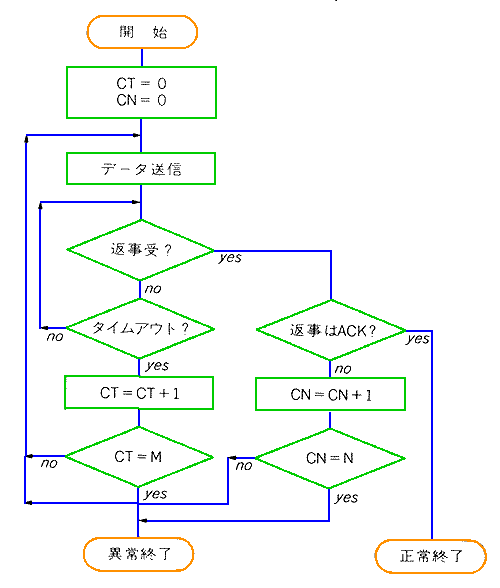 開 始
CT = 0
CN = 0
データ送信
返事受？
yes
no
タイムアウト？
no
yes
返事はACK？
yes
no
CT = CT + 1
CN = CN + 1
CT = M
no
yes
CN = N
no
yes
異常終了
正常終了